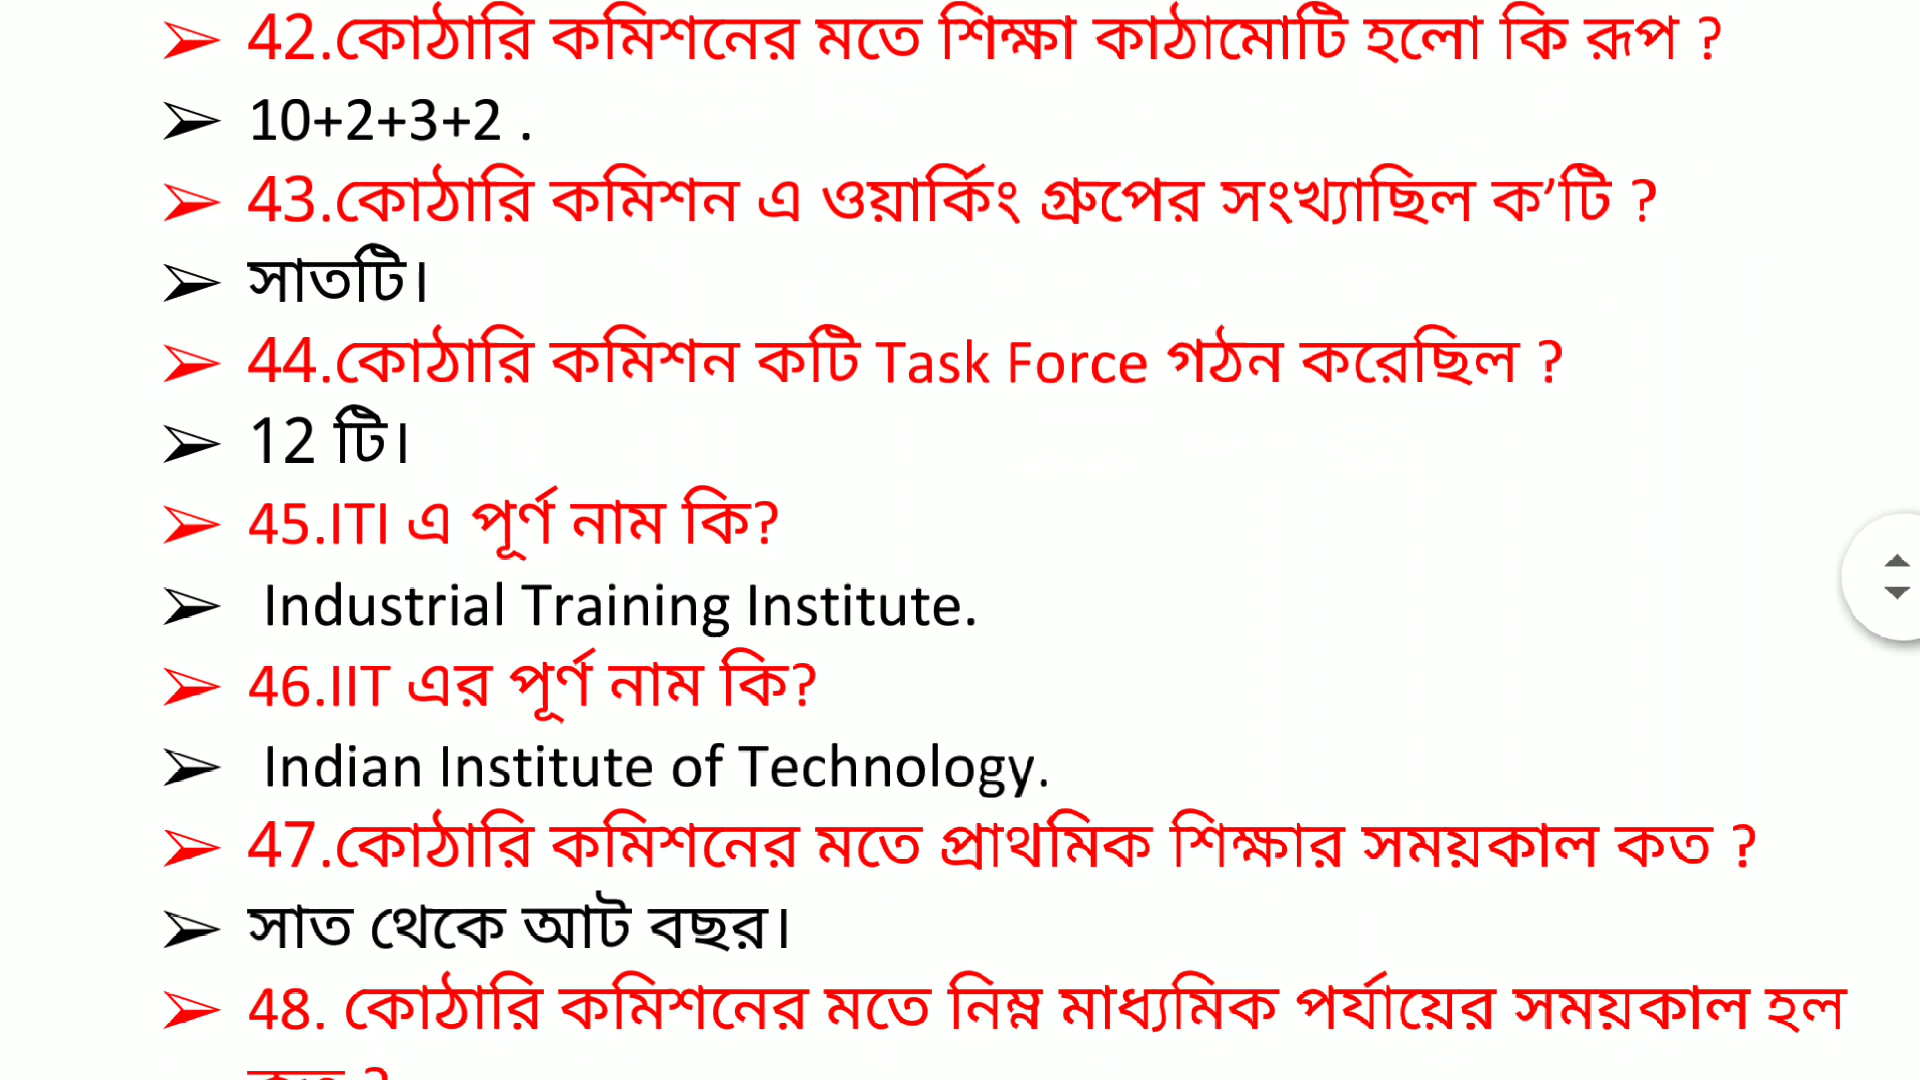 ➢ 42.কোঠারি কমিশনের মতে শিক্ষা কাঠামোটি হলো কি রূপ ?
➢ 10+2+3+2 .
➢ 43.কোঠারি কমিশন এ ওয়ার্কিং গ্রুপের সংখ্যাছিল ক’টি ?
➢ সাতটি।
➢ 44.কোঠারি কমিশন কটি Task Force গঠন করেছিল ?
➢ 12 টি।
➢ 45.ITI এ পূর্ণ নাম কি?
➢ Industrial Training Institute.
➢ 46.IIT এর পূর্ণ নাম কি?
➢ Indian Institute of Technology.
➢ 47.কোঠারি কমিশনের মতে প্রাথমিক শিক্ষার সময়কাল কত ?
➢ সাত থেকে আট বছর।
➢ 48. কোঠারি কমিশনের মতে নিম্ন মাধ্যমিক পর্যায়ের সময়কাল হল